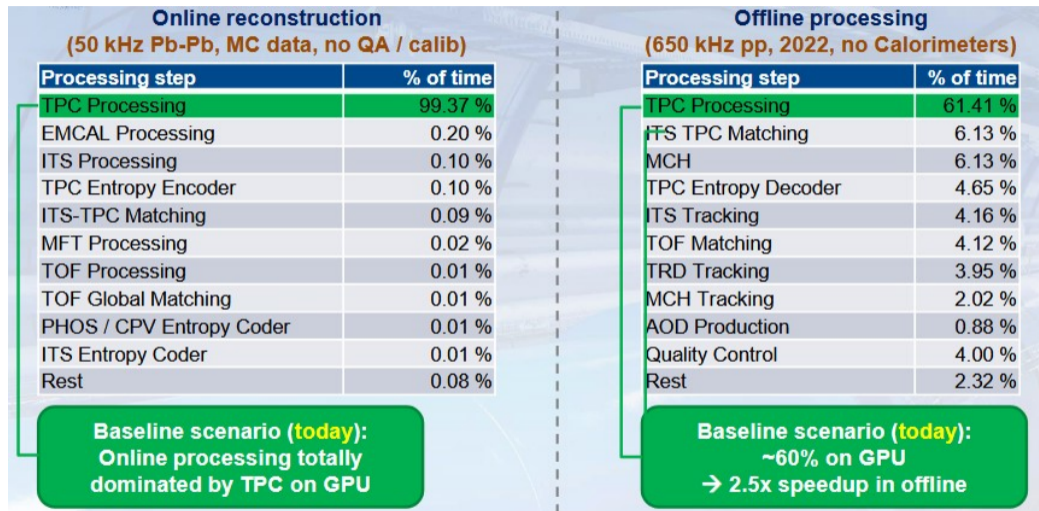 Online reconstruction
(50 kHz Pb-Pb, MC data, no QA / calib)
Processing step % of time
TPC Processing 99.37 %
EMCAL Processing 0.20 %
ITS Processing 0.10 %
TPC Entropy Encoder 0.10 %
ITS-TPC Matching 0.09 %
MFT Processing 0.02 %
TOF Processing 0.01 %
TOF Global Matching 0.01 %
PHOS / CPV Entropy Coder 0.01 %
ITS Entropy Coder 0.01 %
Rest 0.08 %
Baseline scenario (today):
Online processing totally
dominated by TPC on GPU
Offline processing
(650 kHz pp, 2022, no Calorimeters)
Processing step % of time
TPC Processing 61.41 %
ITS TPC Matching 6.13 %
MCH 6.13 %
TPC Entropy Decoder 4.65 %
ITS Tracking 4.16 %
TOF Matching 4.12 %
TRD Tracking 3.95 %
MCH Tracking 2.02 %
AOD Production 0.88 %
Quality Control 4.00 %
Rest 2.32 %
Baseline scenario (today):
~60% on GPU
→ 2.5x speedup in offline